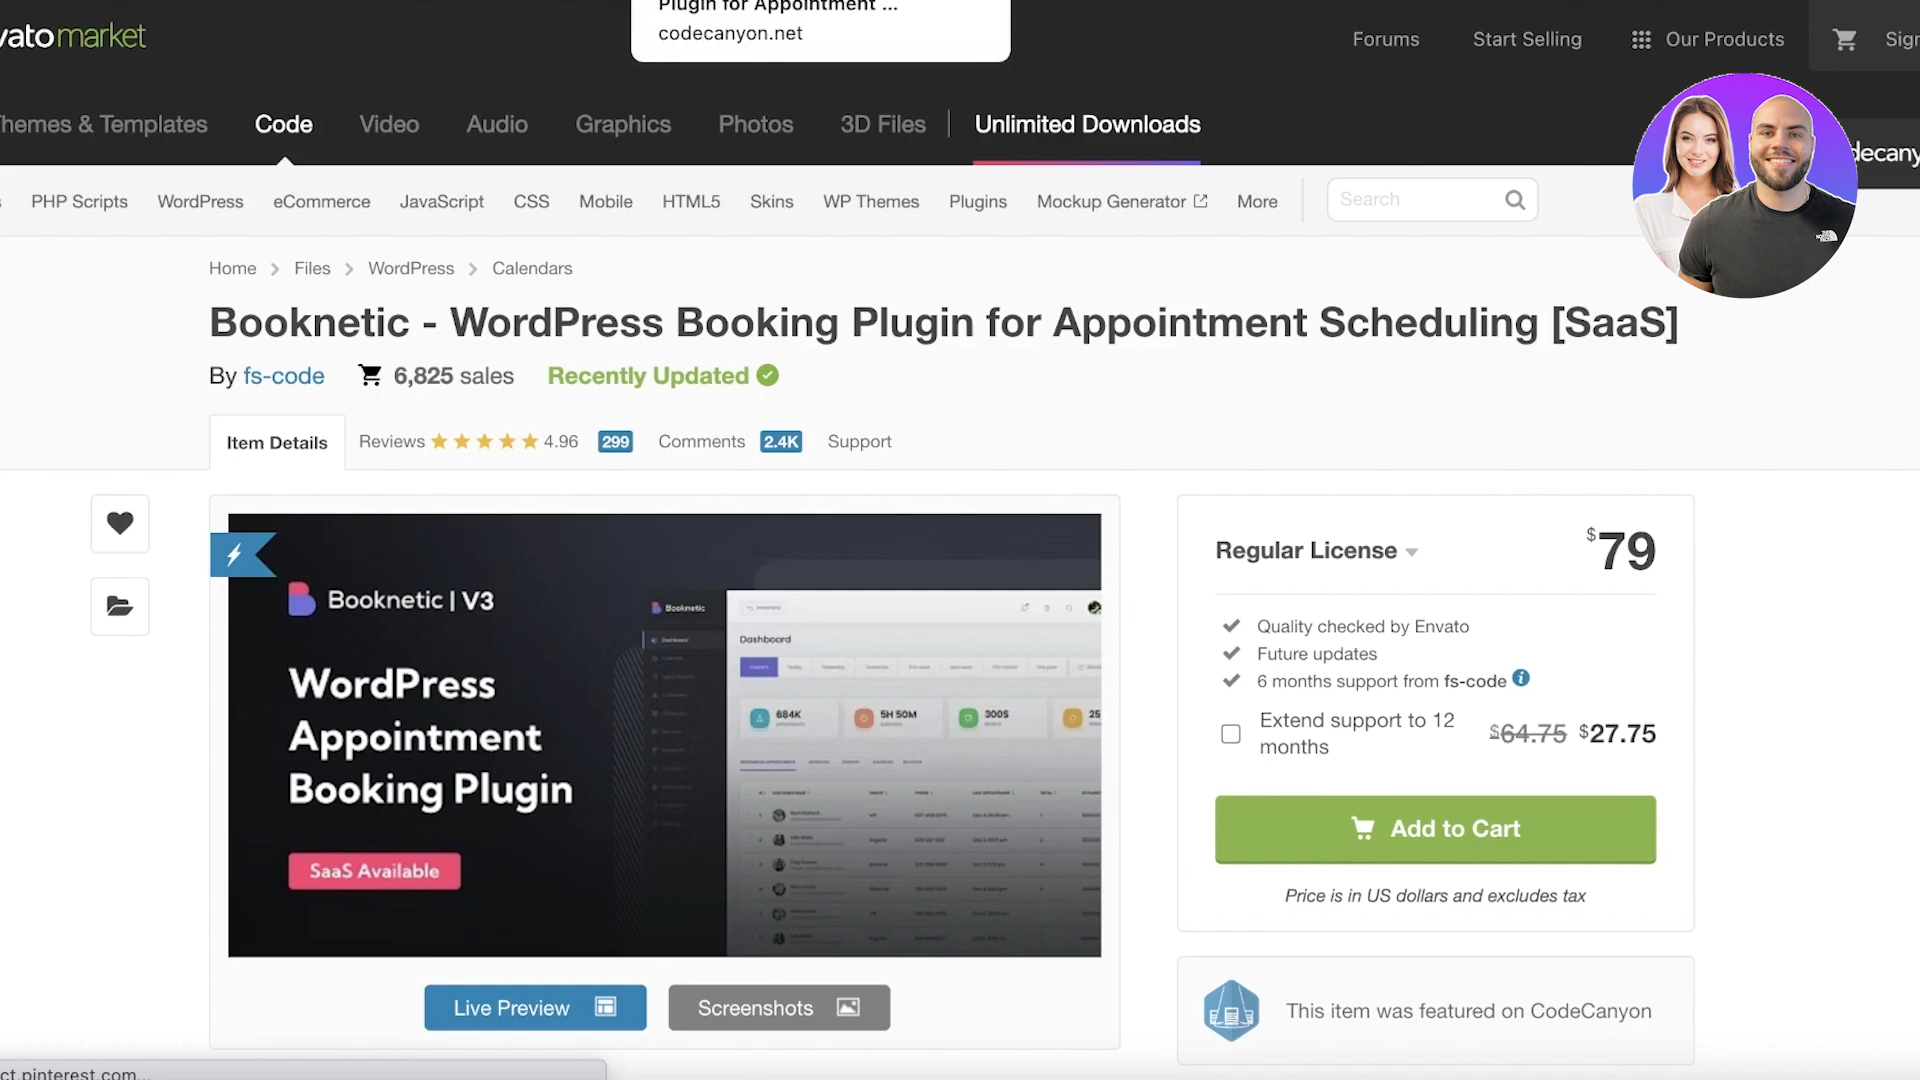 Plugin for Appointment ...
codecanyon.net
vato market
Forums
Start Selling
Our Products
Sign
hemes & Templates
Code
Video
Audio
Graphics
Photos
3D Files
Unlimited Downloads
decany
PHP Scripts
WordPress
eCommerce
JavaScript
CSS
Mobile
HTML5
Skins
WP Themes
Plugins
Mockup Generator
More
Search
Home
Files
WordPress
Calendars
Booknetic - WordPress Booking Plugin for Appointment Scheduling [SaaS]
By fs-code
6,825 sales
Recently Updated
Item Details
Reviews
4.96
299
Comments
2.4K
Support
Booknetic | V3
WordPress
Appointment
Booking Plugin
SaaS Available
Booknetic
Dashboard
684K
5H 50M
300$
25
Regular License
$79
Quality checked by Envato
Future updates
6 months support from fs-code
Extend support to 12
months
$64.75 $27.75
Add to Cart
Price is in US dollars and excludes tax
Live Preview
Screenshots
This item was featured on CodeCanyon
ct.pinterest.com...